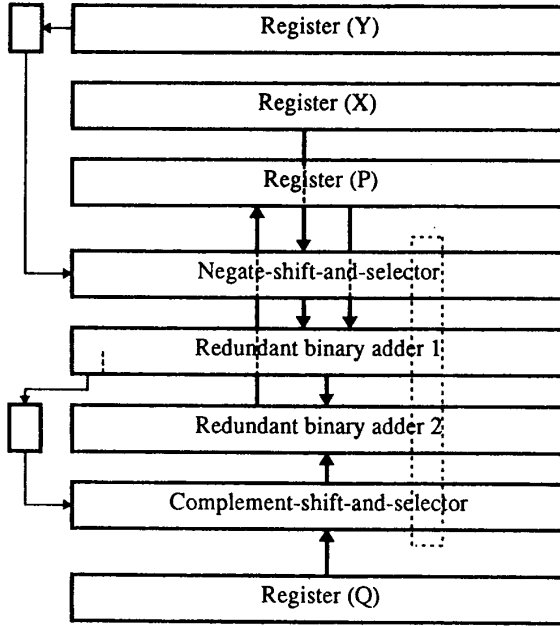 Register (Y)
Register (X)
Register (P)
Negate-shift-and-selector
Redundant binary adder 1
Redundant binary adder 2
Complement-shift-and-selector
Register (Q)